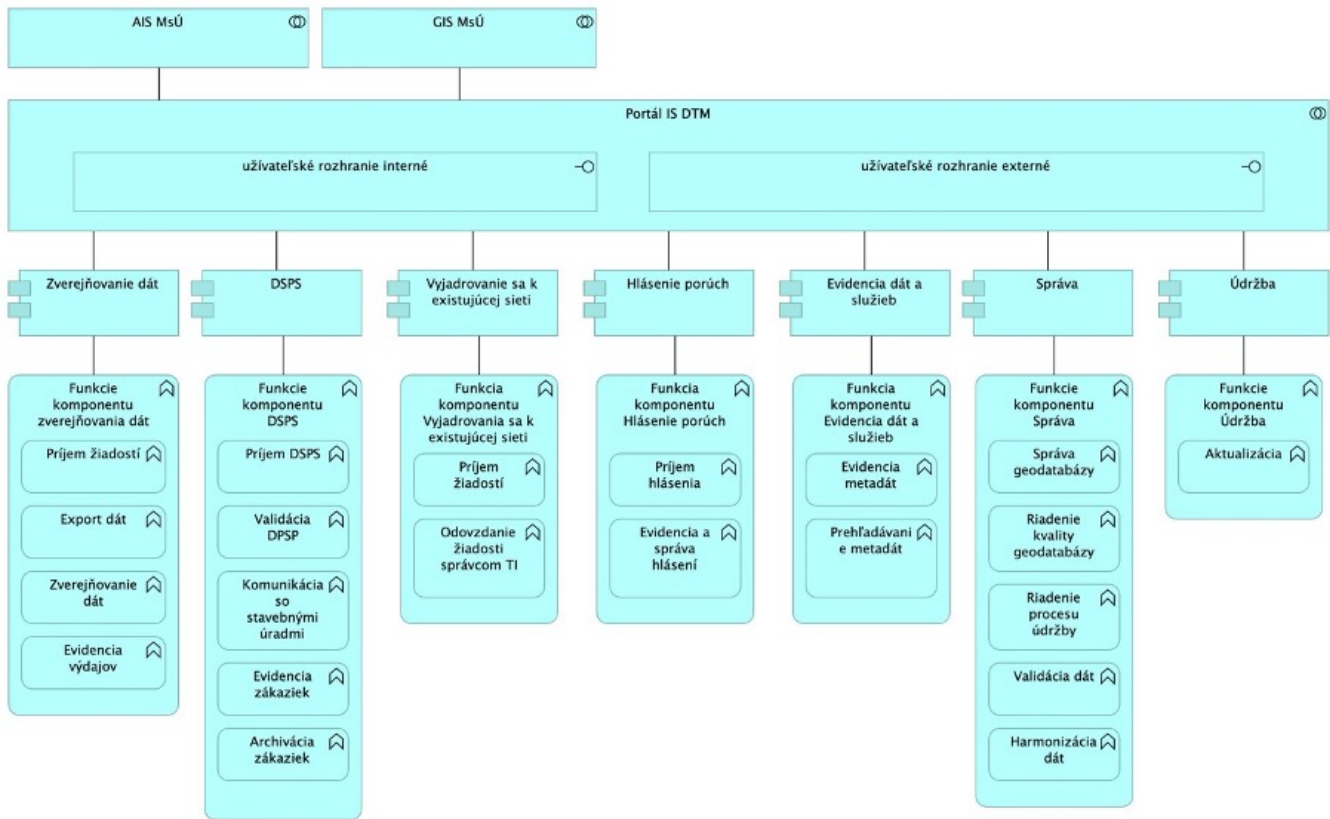 AIS MsÚ
GIS MsÚ
Portál IS DTM
užívateľské rozhranie interné
užívateľské rozhranie externé
Zverejňovanie dát
DSPS
Vyjadrovanie sa k
existujúcej sieti
Hlásenie porúch
Evidencia dát a
služieb
Správa
Údržba
Funkcie
komponentu
zverejňovania dát
Príjem žiadostí
Export dát
Zverejňovanie
dát
Evidencia
výdajov
Funkcie
komponentu
DSPS
Príjem DSPS
Validácia
DPSP
Komunikácia
so
stavebnými
úradmi
Evidencia
zákaziek
Archivácia
zákaziek
Funkcia
komponentu
Vyjadrovania sa k
existujúcej sieti
Príjem
žiadostí
Odovzdanie
žiadosti
správcom TI
Funkcia
komponentu
Hlásenie porúch
Príjem
hlásenia
Evidencia a
správa
hlásení
Funkcia
komponentu
Evidencia dát a
služieb
Evidencia
metadát
Prehľadávani
e metadát
Funkcie
komponentu
Správa
Správa
geodatabázy
Riadenie
kvality
geodatabázy
Riadenie
procesu
údržby
Validácia dát
Harmonizácia
dát
Funkcie
komponentu
Údržba
Aktualizácia